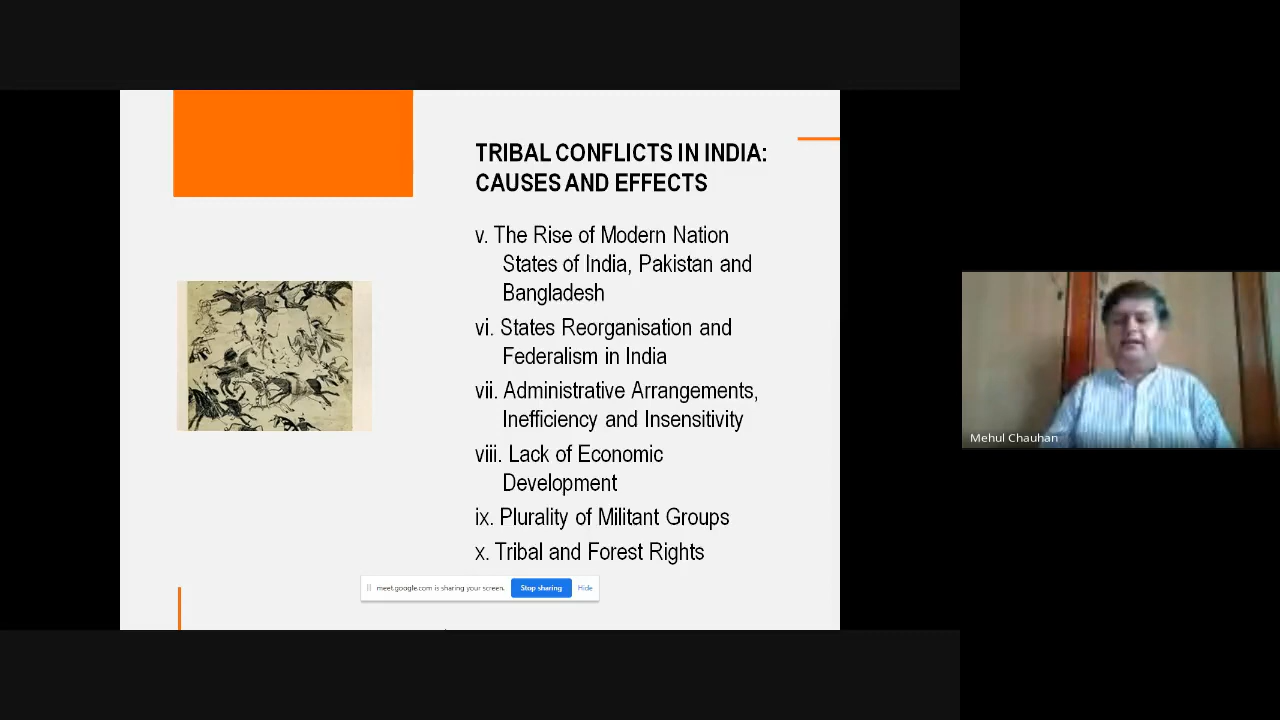 TRIBAL CONFLICTS IN INDIA:
CAUSES AND EFFECTS
v. The Rise of Modern Nation
States of India, Pakistan and
Bangladesh
vi. States Reorganisation and
Federalism in India
vii. Administrative Arrangements,
Inefficiency and Insensitivity
viii. Lack of Economic
Development
ix. Plurality of Militant Groups
x. Tribal and Forest Rights
meet.google.com is sharing your screen. Stop sharing Hide
Mehul Chauhan